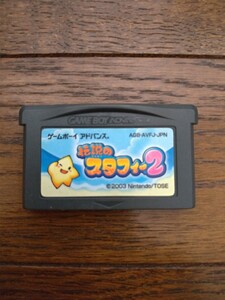 GAME BOY ADVANCE
ゲームボーイ アドバンス AGB-AVFJ-JPN
伝説の
スタフィー2
©2003 Nintendo/TOSE